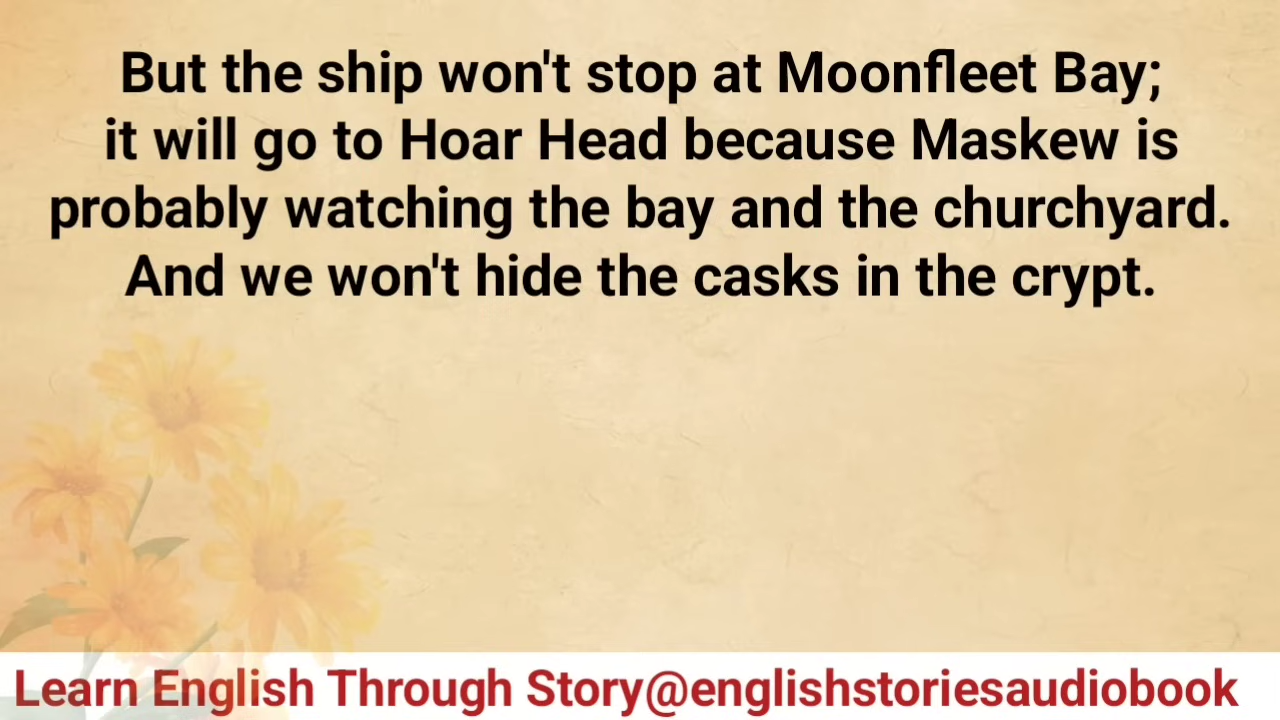 But the ship won't stop at Moonfleet Bay;
it will go to Hoar Head because Maskew is
probably watching the bay and the churchyard.
And we won't hide the casks in the crypt.
Learn English Through Story@englishstoriesaudiobook